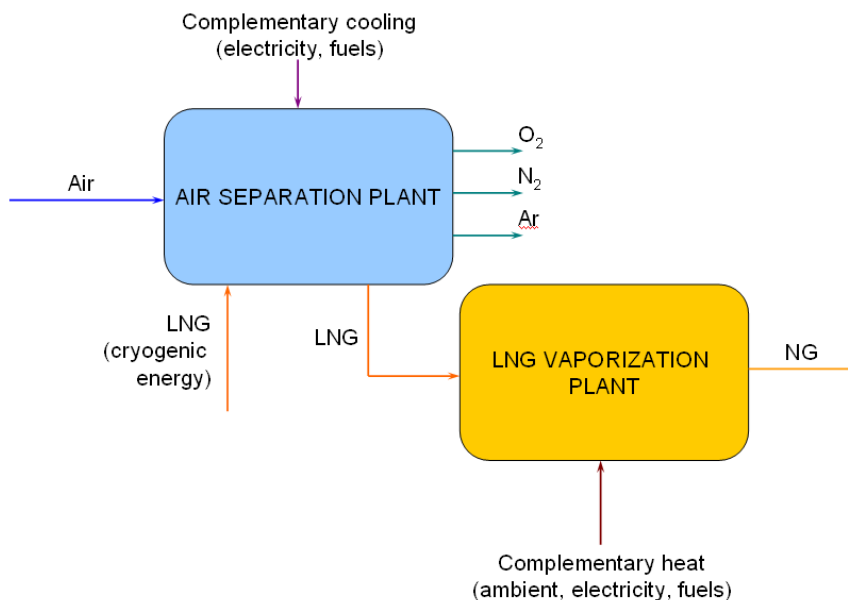 Complementary cooling
(electricity, fuels)
O₂
Air
AIR SEPARATION PLANT
N₂
Ar
LNG
(cryogenic
energy)
LNG
LNG VAPORIZATION
PLANT
NG
Complementary heat
(ambient, electricity, fuels)